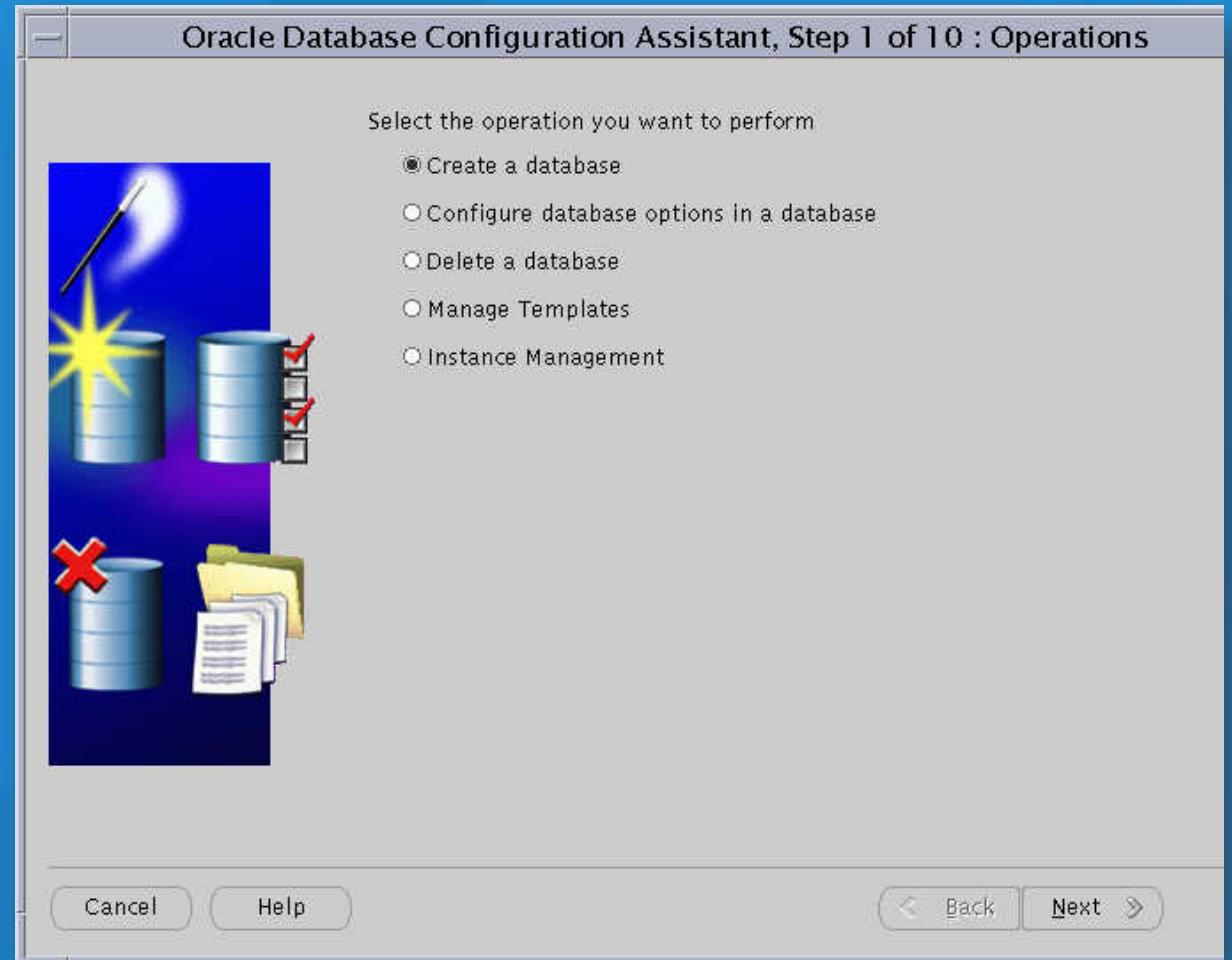 Oracle Database Configuration Assistant, Step 1 of 10 : Operations
Select the operation you want to perform
Create a database
Configure database options in a database
Delete a database
Manage Templates
Instance Management
Cancel
Help
Back
Next